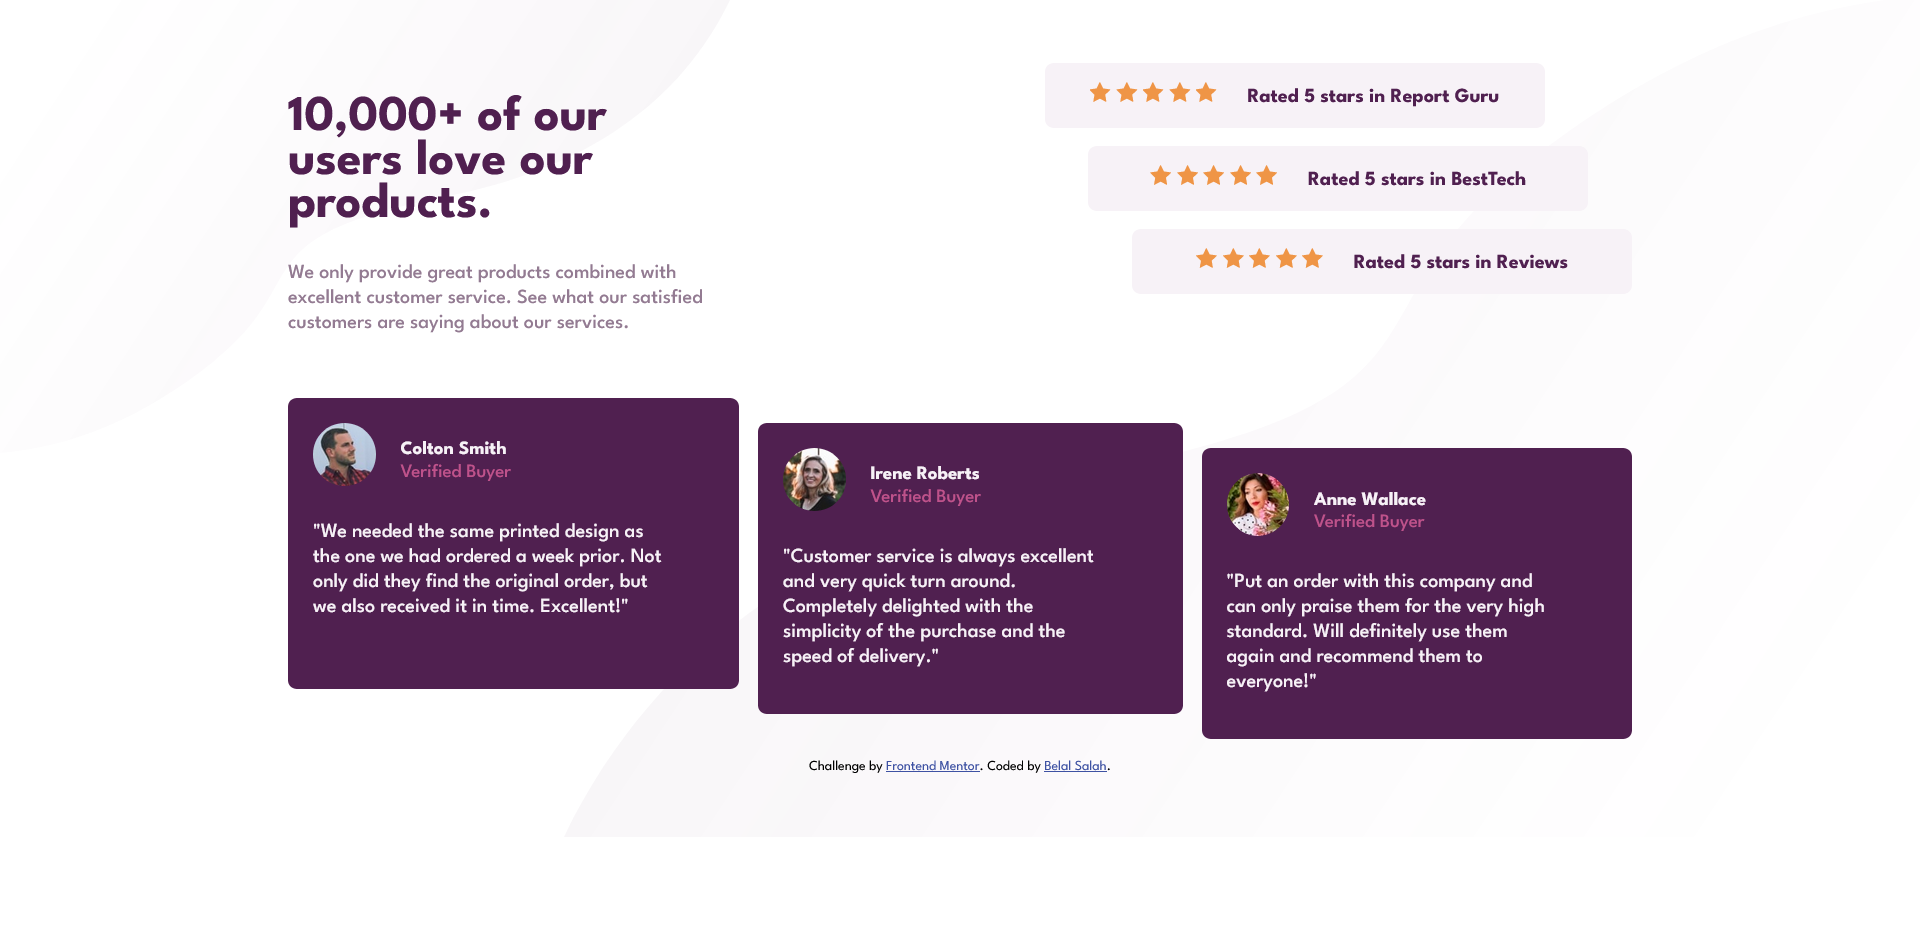 10,000+ of our
users love our
products.
We only provide great products combined with
excellent customer service. See what our satisfied
customers are saying about our services.
Rated 5 stars in Report Guru
Rated 5 stars in BestTech
Rated 5 stars in Reviews
Colton Smith
Verified Buyer
"We needed the same printed design as
the one we had ordered a week prior. Not
only did they find the original order, but
we also received it in time. Excellent!"
Irene Roberts
Verified Buyer
"Customer service is always excellent
and very quick turn around.
Completely delighted with the
simplicity of the purchase and the
speed of delivery."
Anne Wallace
Verified Buyer
"Put an order with this company and
can only praise them for the very high
standard. Will definitely use them
again and recommend them to
everyone!"
Challenge by Frontend Mentor. Coded by Belal Salah.